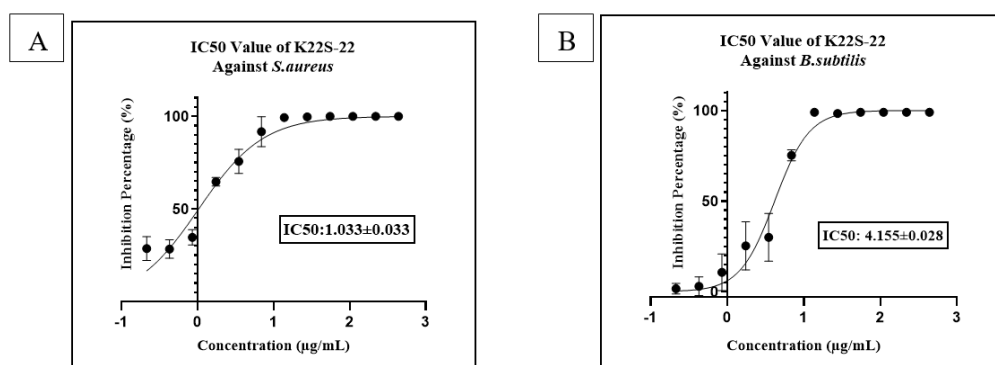 A
IC50 Value of K22S-22
Against S.aureus
Inhibition Percentage (%)
100
50
IC50:1.033±0.033
-1
0
1
2
3
Concentration (µg/mL)
B
IC50 Value of K22S-22
Against B.subtilis
Inhibition Percentage (%)
100
50
0
IC50: 4.155±0.028
-1
0
1
2
3
Concentration (µg/mL)